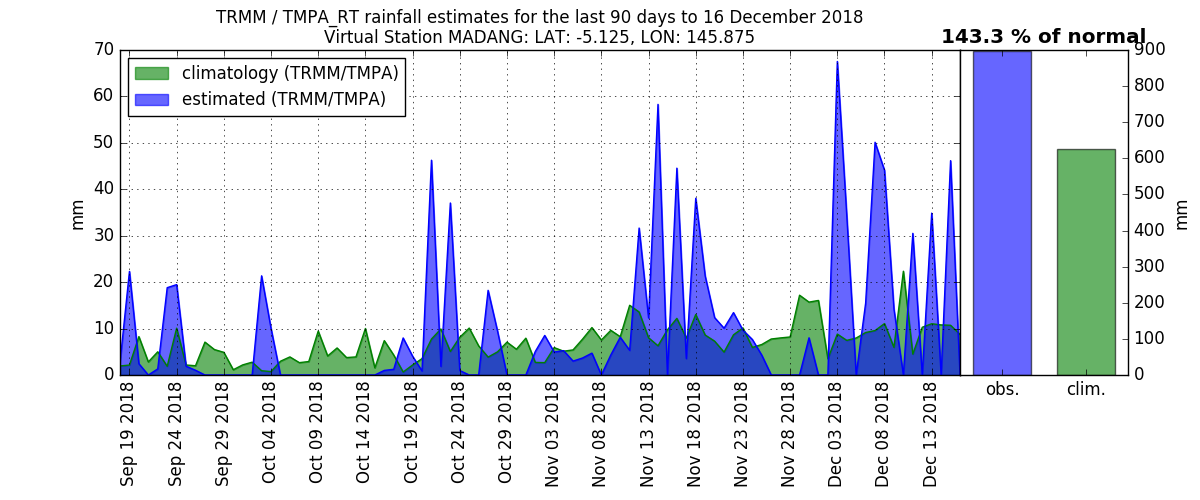 TRMM / TMPA_RT rainfall estimates for the last 90 days to 16 December 2018
Virtual Station MADANG: LAT: -5.125, LON: 145.875
143.3 % of normal
climatology (TRMM/TMPA)
estimated (TRMM/TMPA)
70
60
50
40
30
20
10
0
mm
Sep 19 2018
Sep 24 2018
Sep 29 2018
Oct 04 2018
Oct 09 2018
Oct 14 2018
Oct 19 2018
Oct 24 2018
Oct 29 2018
Nov 03 2018
Nov 08 2018
Nov 13 2018
Nov 18 2018
Nov 23 2018
Nov 28 2018
Dec 03 2018
Dec 08 2018
Dec 13 2018
obs.
clim.
900
800
700
600
500
400
300
200
100
0
mm